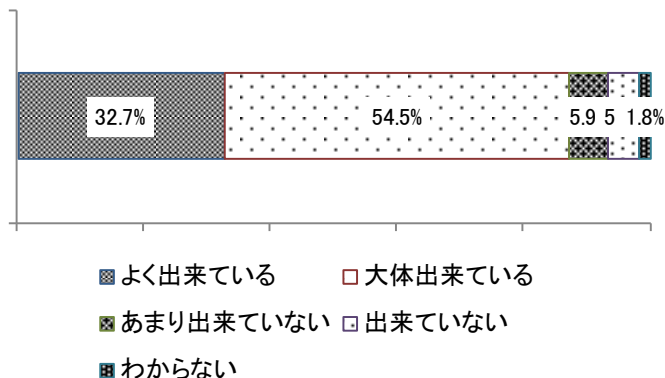 32.7% 54.5% 5.9 5 1.8%
よく出来ている 大体出来ている
あまり出来ていない 出来ていない
わからない